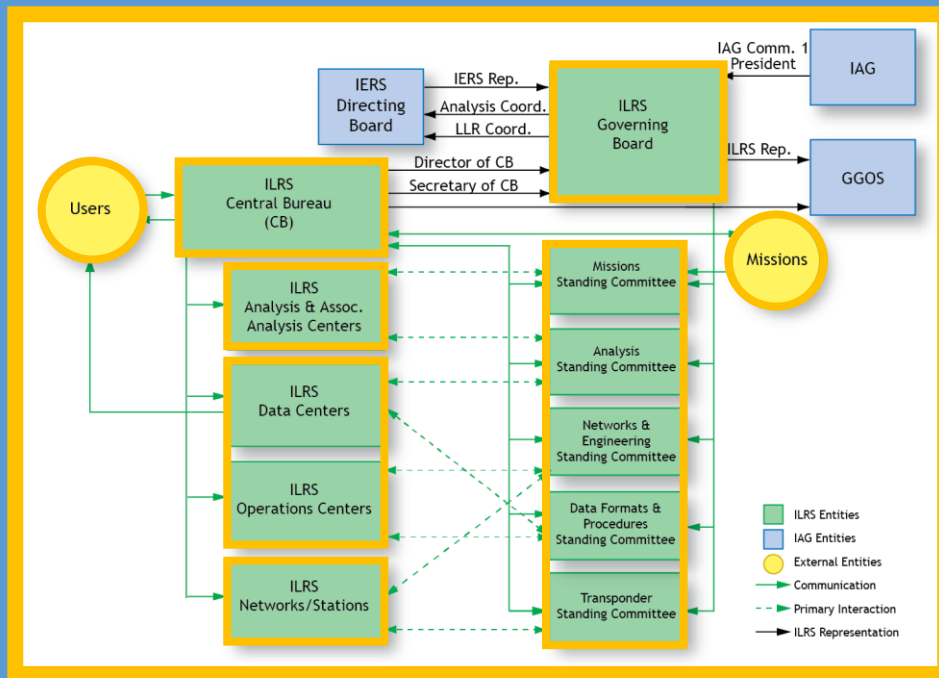 IAG Comm. 1
President
IAG
IERS
Directing
Board
IERS Rep.
Analysis Coord.
LLR Coord.
ILRS
Governing
Board
ILRS Rep.
GGOS
Director of CB
Secretary of CB
Users
ILRS
Central Bureau
(CB)
Missions
ILRS
Analysis & Assoc.
Analysis Centers
Missions
Standing Committee
Analysis
Standing Committee
ILRS
Data Centers
Networks &
Engineering
Standing Committee
ILRS
Operations Centers
Data Formats &
Procedures
Standing Committee
ILRS
Networks/Stations
Transponder
Standing Committee
ILRS Entities
IAG Entities
External Entities
Communication
Primary Interaction
ILRS Representation